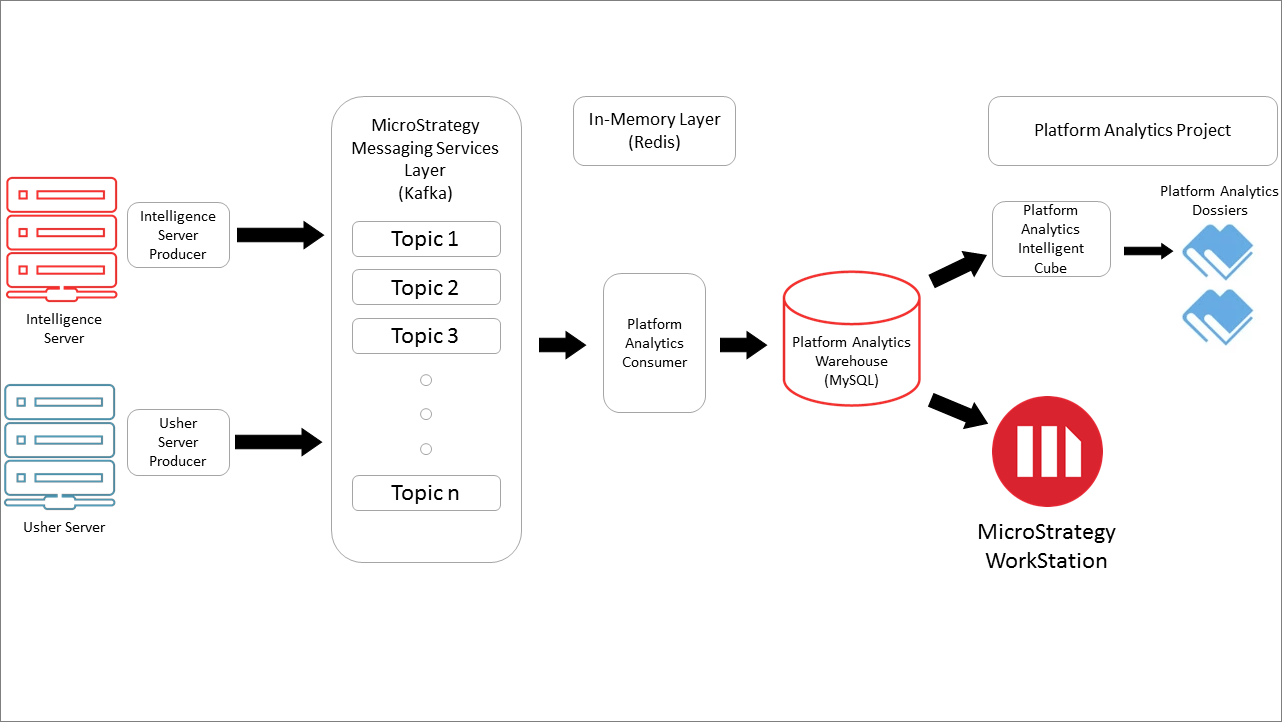 Intelligence
Server
Intelligence
Server
Producer
Usher Server
Usher
Server
Producer
MicroStrategy
Messaging Services
Layer
(Kafka)
Topic 1
Topic 2
Topic 3
Topic n
In-Memory Layer
(Redis)
Platform
Analytics
Consumer
Platform Analytics
Warehouse
(MySQL)
Platform Analytics Project
Platform
Analytics
Intelligent
Cube
Platform Analytics
Dossiers
MicroStrategy
WorkStation